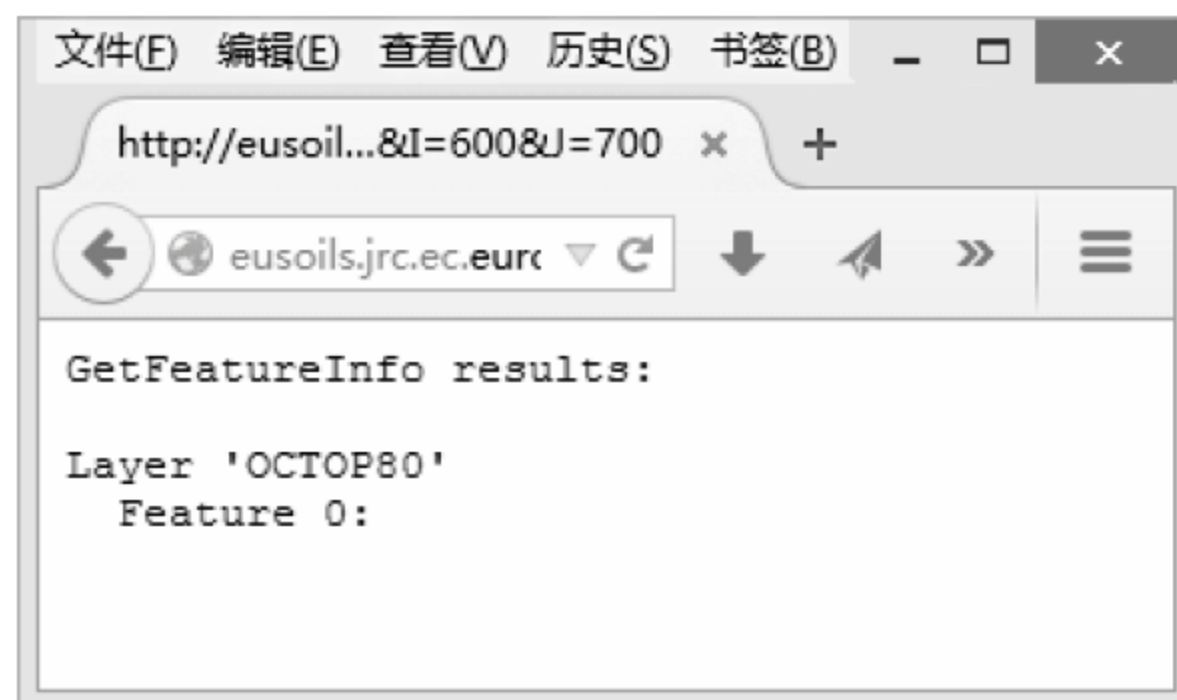 文件(F) 编辑(E) 查看(V) 历史(S) 书签(B)
http://eusoil...&I=600&J=700
eusoils.jrc.ec.euro
GetFeatureInfo results:
Layer 'OCTOP80'
Feature 0: